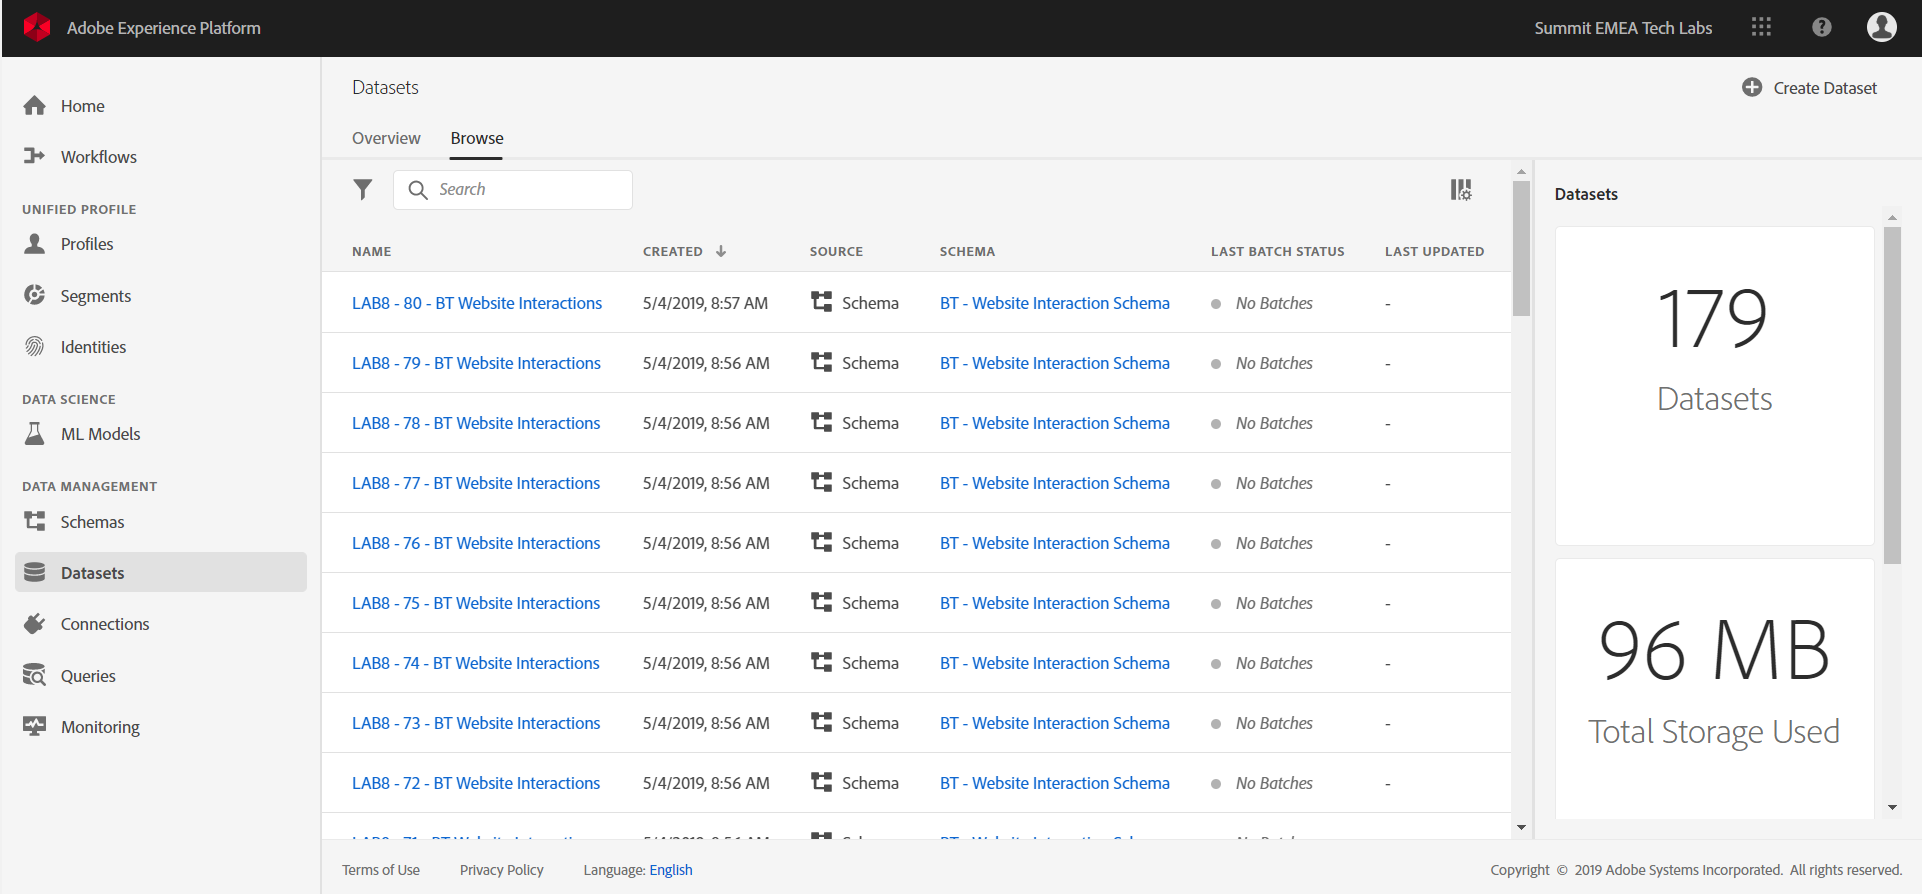 Adobe Experience Platform
Summit EMEA Tech Labs
Home
Workflows
UNIFIED PROFILE
Profiles
Segments
Identities
DATA SCIENCE
ML Models
DATA MANAGEMENT
Schemas
Datasets
Connections
Queries
Monitoring
Datasets
Create Dataset
Overview Browse
Search
NAME CREATED SOURCE SCHEMA LAST BATCH STATUS LAST UPDATED
LAB8 - 80 - BT Website Interactions 5/4/2019, 8:57 AM Schema BT - Website Interaction Schema No Batches -
LAB8 - 79 - BT Website Interactions 5/4/2019, 8:56 AM Schema BT - Website Interaction Schema No Batches -
LAB8 - 78 - BT Website Interactions 5/4/2019, 8:56 AM Schema BT - Website Interaction Schema No Batches -
LAB8 - 77 - BT Website Interactions 5/4/2019, 8:56 AM Schema BT - Website Interaction Schema No Batches -
LAB8 - 76 - BT Website Interactions 5/4/2019, 8:56 AM Schema BT - Website Interaction Schema No Batches -
LAB8 - 75 - BT Website Interactions 5/4/2019, 8:56 AM Schema BT - Website Interaction Schema No Batches -
LAB8 - 74 - BT Website Interactions 5/4/2019, 8:56 AM Schema BT - Website Interaction Schema No Batches -
LAB8 - 73 - BT Website Interactions 5/4/2019, 8:56 AM Schema BT - Website Interaction Schema No Batches -
LAB8 - 72 - BT Website Interactions 5/4/2019, 8:56 AM Schema BT - Website Interaction Schema No Batches -
Datasets
179
Datasets
96 MB
Total Storage Used
Terms of Use Privacy Policy Language: English
Copyright © 2019 Adobe Systems Incorporated. All rights reserved.